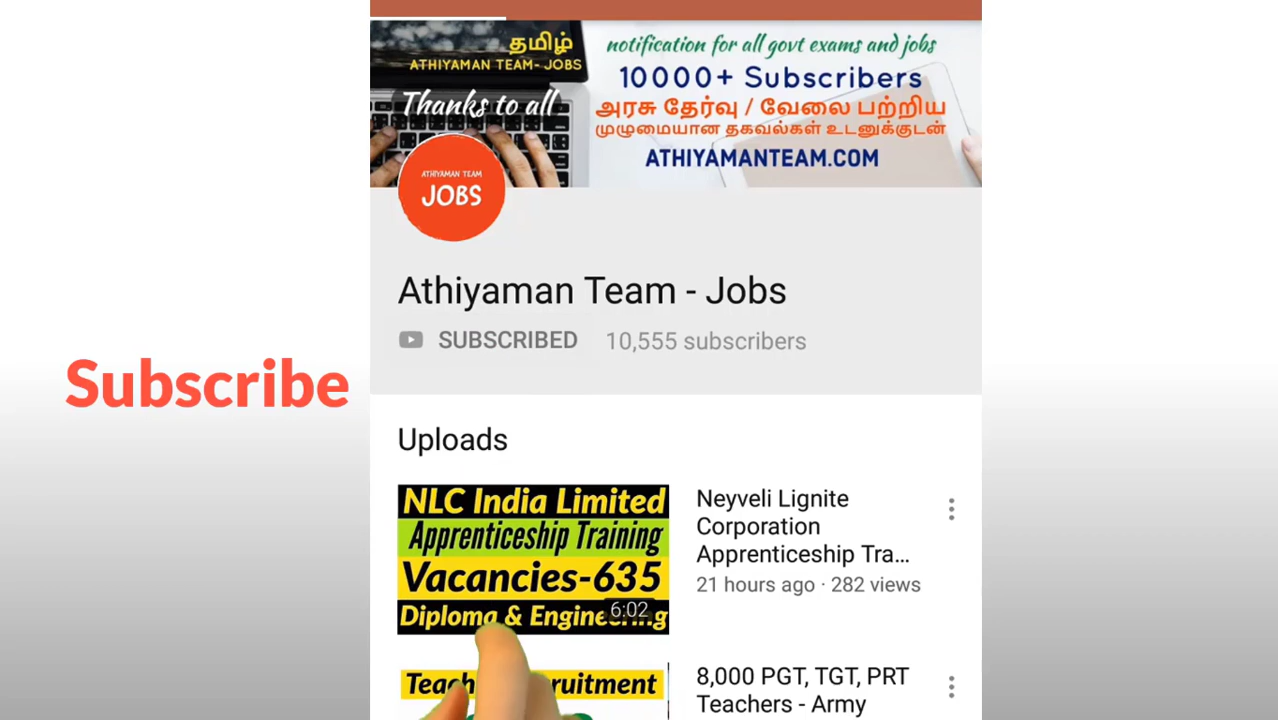 தமிழ்
ATHIYAMAN TEAM- JOBS
Thanks to all
notification for all govt exams and jobs
10000+ Subscribers
அரசு தேர்வு / வேலை பற்றிய
முழுமையான தகவல்கள் உடனுக்குடன்
ATHIYAMANTEAM.COM
ATHIYAMAN TEAM
JOBS
Athiyaman Team - Jobs
SUBSCRIBED 10,555 subscribers
Subscribe
Uploads
NLC India Limited
Apprenticeship Training
Vacancies-635
Diploma & Engineering
6:02
Neyveli Lignite
Corporation
Apprenticeship Tra...
21 hours ago · 282 views
8,000 PGT, TGT, PRT
Teachers - Army